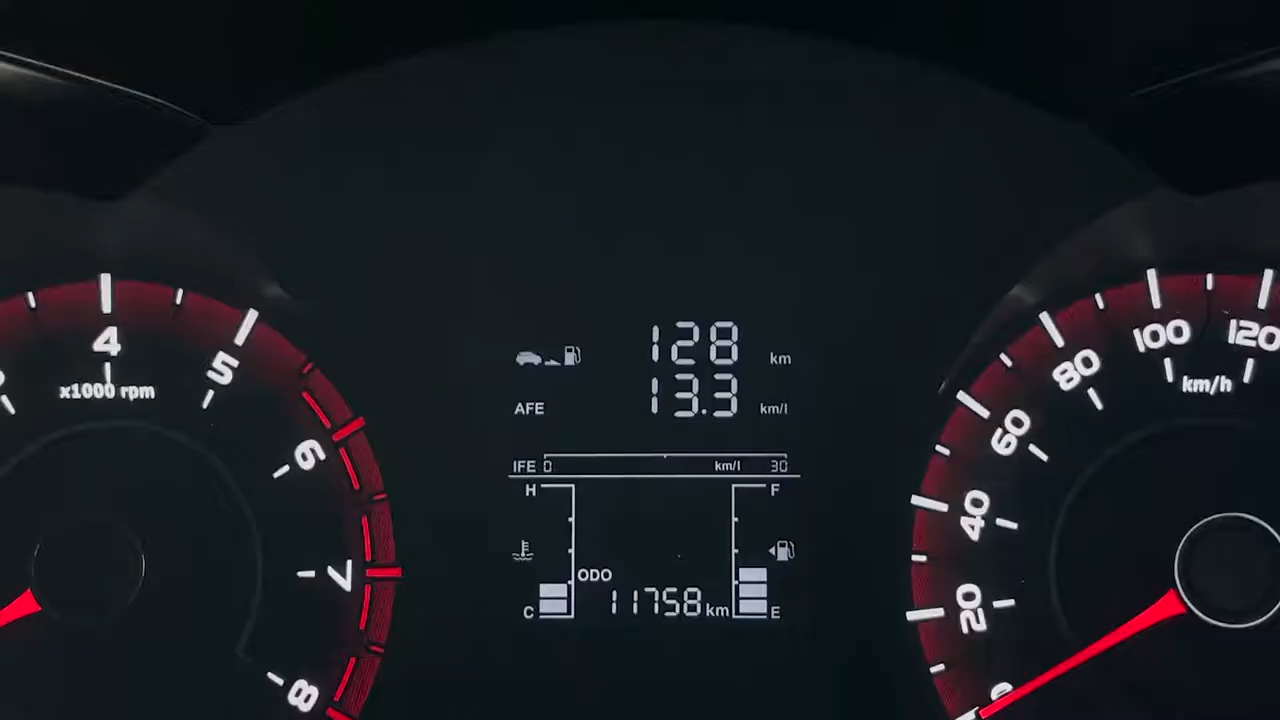 4
x1000 rpm
5
6
7
8
128 km
AFE 13.3 km/l
IFE 0 km/l 30
H F
ODO
C 11758 km E
0
20
40
60
80
100
120
km/h